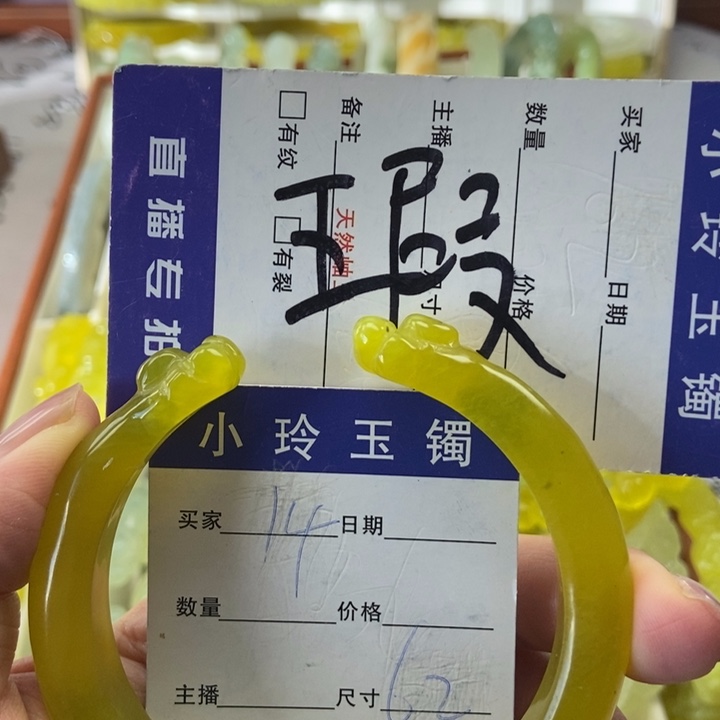 小玲玉镯
买家 日期
数量 价格
主播 尺寸
备注 天然岫
□有纹 □有裂
直播专拍
瑕
小玲玉镯
买家 14 日期
数量 价格
主播 尺寸 62